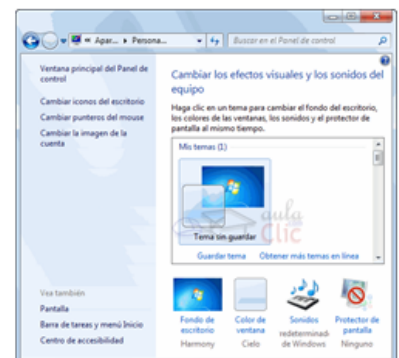 « Apar... ▸ Persona...
Buscar en el Panel de control
Ventana principal del Panel de
control
Cambiar iconos del escritorio
Cambiar punteros del mouse
Cambiar la imagen de la
cuenta
Vea también
Pantalla
Barra de tareas y menú Inicio
Centro de accesibilidad
Cambiar los efectos visuales y los sonidos del
equipo
Haga clic en un tema para cambiar el fondo del escritorio,
los colores de las ventanas, los sonidos y el protector de
pantalla al mismo tiempo.
Mis temas (1)
aula
Clic
Tema sin guardar
Guardar tema Obtener más temas en línea
Fondo de
escritorio
Harmony
Color de
ventana
Cielo
Sonidos
redeterminad
de Windows
Protector de
pantalla
Ninguno